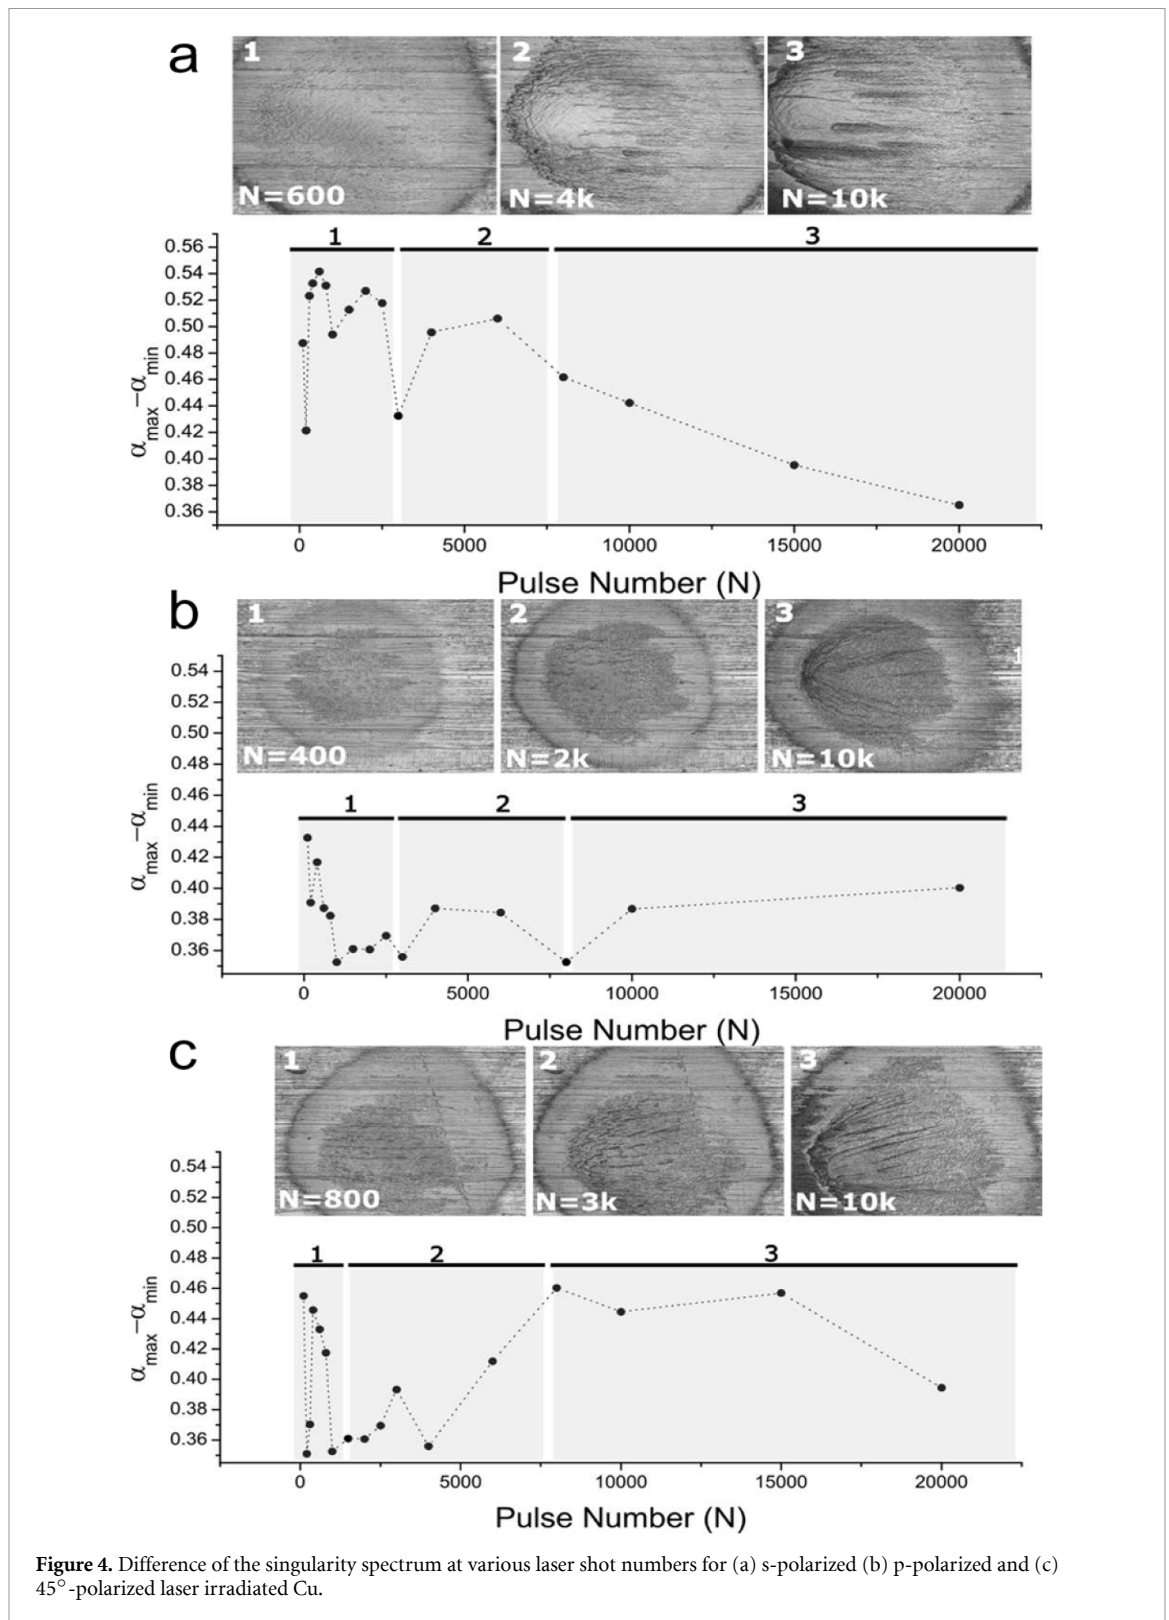 a
1
2
3
N=600
N=4k
N=10k
1
2
3
0.56
0.54
0.52
0.50
0.48
0.46
0.44
0.42
0.40
0.38
0.36
αmax−αmin
0 5000 10000 15000 20000
Pulse Number (N)
b
1
2
3
N=400
N=2k
N=10k
1
1
2
3
0.54
0.52
0.50
0.48
0.46
0.44
0.42
0.40
0.38
0.36
αmax−αmin
0 5000 10000 15000 20000
Pulse Number (N)
c
1
2
3
N=800
N=3k
N=10k
1
2
3
0.54
0.52
0.50
0.48
0.46
0.44
0.42
0.40
0.38
0.36
αmax−αmin
0 5000 10000 15000 20000
Pulse Number (N)
Figure 4. Difference of the singularity spectrum at various laser shot numbers for (a) s-polarized (b) p-polarized and (c)
45°-polarized laser irradiated Cu.